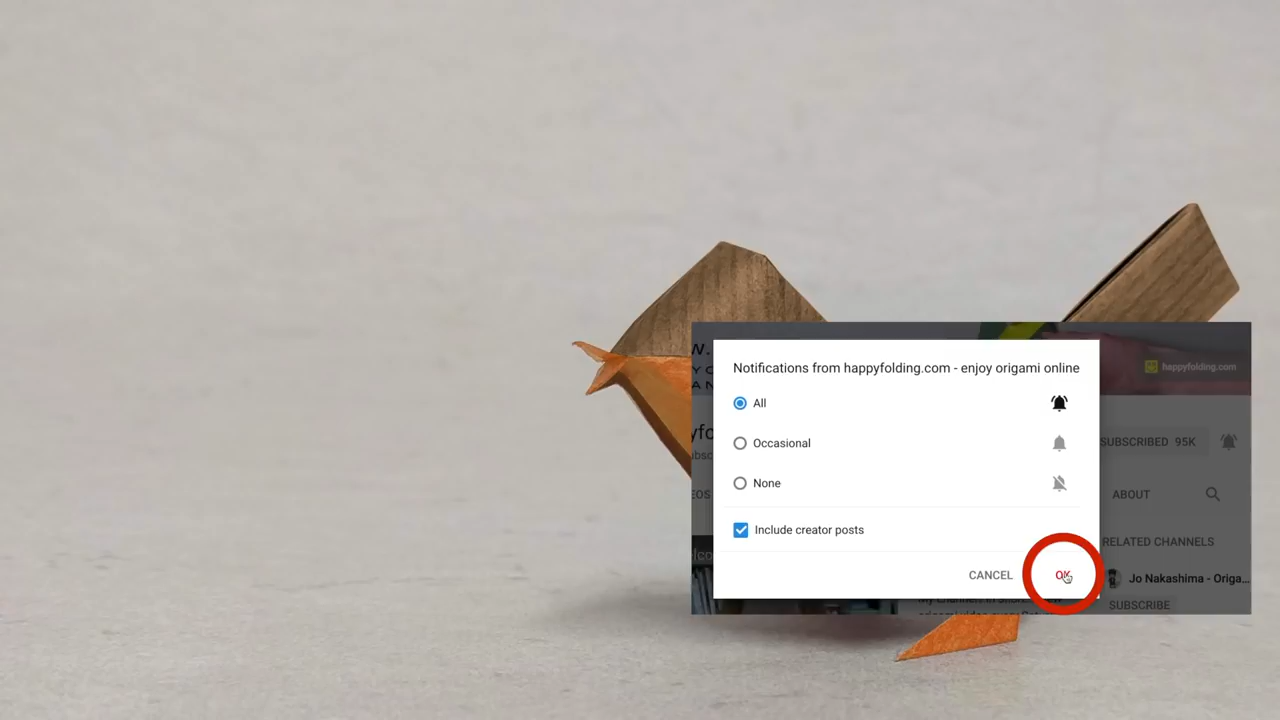 Notifications from happyfolding.com - enjoy origami online
happyfolding.com
All
Occasional
SUBSCRIBED 95K
None
ABOUT
Include creator posts
RELATED CHANNELS
CANCEL
OK
Jo Nakashima - Origa...
SUBSCRIBE